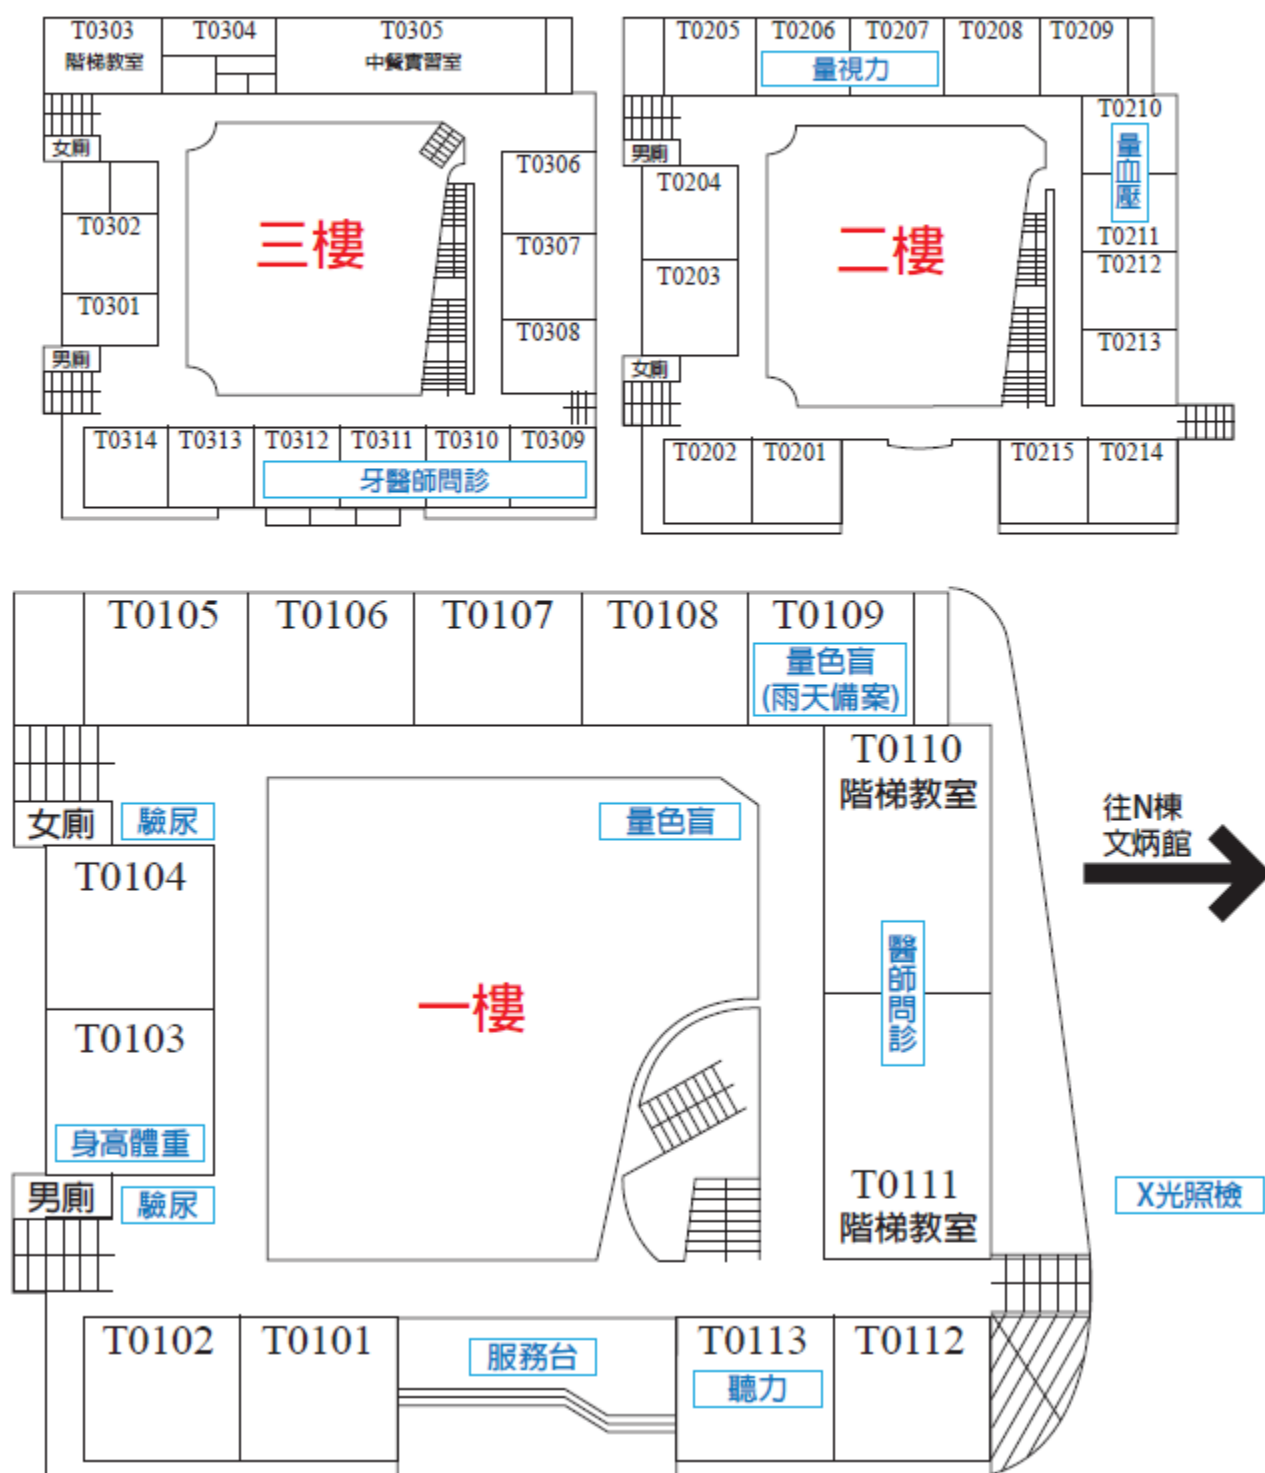 T0303
階梯教室
T0304
T0305
中餐實習室
女廁
T0302
T0301
男廁
三樓
T0306
T0307
T0308
T0314
T0313
T0312
T0311
T0310
T0309
牙醫師問診
T0205
T0206
T0207
T0208
T0209
量視力
男廁
T0204
T0203
女廁
二樓
T0210
量血壓
T0211
T0212
T0213
T0202
T0201
T0215
T0214
T0105
T0106
T0107
T0108
T0109
量色盲
(雨天備案)
女廁
驗尿
T0104
T0103
身高體重
男廁
驗尿
量色盲
一樓
T0110
階梯教室
醫師問診
T0111
階梯教室
往N棟
文炳館
X光照檢
T0102
T0101
服務台
T0113
聽力
T0112